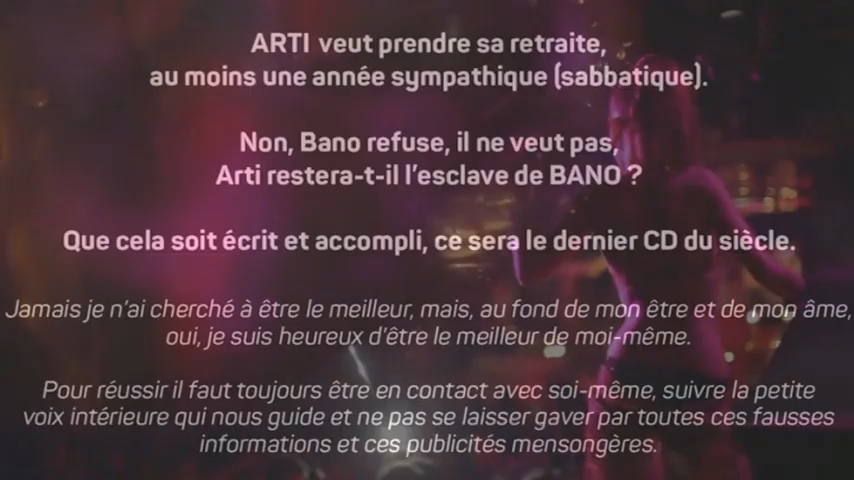 ARTI veut prendre sa retraite,
au moins une année sympathique (sabbatique).
Non, Bano refuse, il ne veut pas,
Arti restera-t-il l'esclave de BANO ?
Que cela soit écrit et accompli, ce sera le dernier CD du siècle.
Jamais je n'ai cherché à être le meilleur, mais, au fond de mon être et de mon âme,
oui, je suis heureux d'être le meilleur de moi-même.
Pour réussir il faut toujours être en contact avec soi-même, suivre la petite
voix intérieure qui nous guide et ne pas se laisser gaver par toutes ces fausses
informations et ces publicités mensongères.